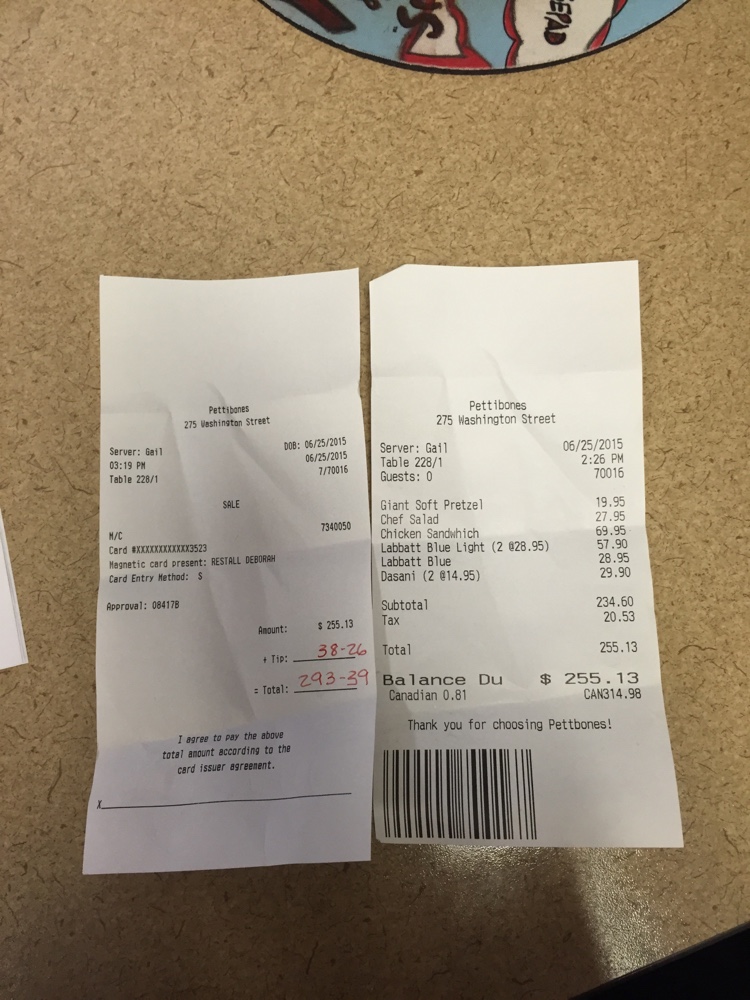 US
GEPAD
Pettibones
275 Washington Street
Server: Gail DOB: 06/25/2015
03:19 PM 06/25/2015
Table 228/1 7/70016
SALE
M/C 7340050
Card #XXXXXXXXXXXX3523
Magnetic card present: RESTALL DEBORAH
Card Entry Method: S
Approval: 08417B
Amount: $ 255.13
+ Tip: 38-26
= Total: 293-39
I agree to pay the above
total amount according to the
card issuer agreement.
X
Pettibones
275 Washington Street
Server: Gail 06/25/2015
Table 228/1 2:26 PM
Guests: 0 70016
Giant Soft Pretzel 19.95
Chef Salad 27.95
Chicken Sandwhich 69.95
Labbatt Blue Light (2 @28.95) 57.90
Labbatt Blue 28.95
Dasani (2 @14.95) 29.90
Subtotal 234.60
Tax 20.53
Total 255.13
Balance Du $ 255.13
Canadian 0.81 CAN314.98
Thank you for choosing Pettbones!